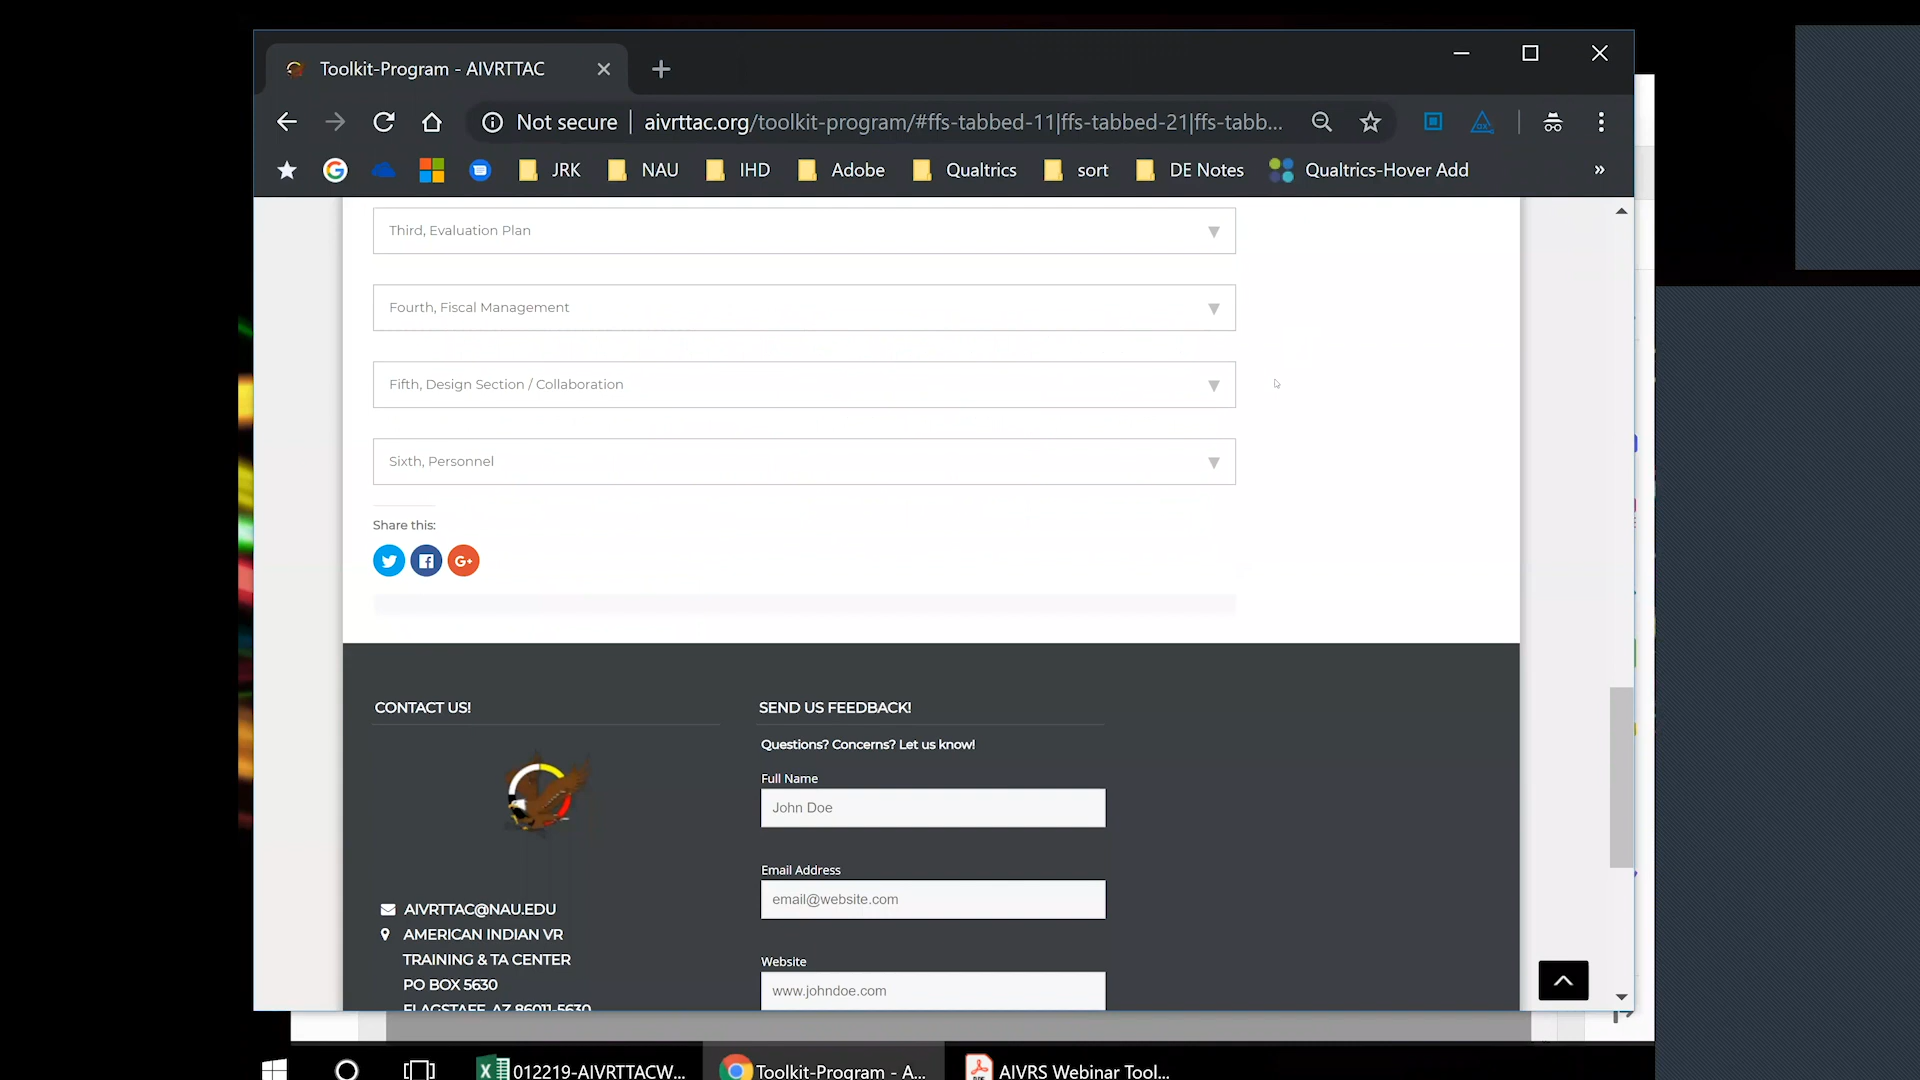 Toolkit-Program - AIVRTTAC
Not secure | aivrttac.org/toolkit-program/#ffs-tabbed-11|ffs-tabbed-21|ffs-tabb...
JRK NAU IHD Adobe Qualtrics sort DE Notes Qualtrics-Hover Add »
Third, Evaluation Plan
Fourth, Fiscal Management
Fifth, Design Section / Collaboration
Sixth, Personnel
Share this:
G+
CONTACT US!
AIVRTTAC@NAU.EDU
AMERICAN INDIAN VR
TRAINING & TA CENTER
PO BOX 5630
FLAGSTAFF, AZ 86011-5630
SEND US FEEDBACK!
Questions? Concerns? Let us know!
Full Name
John Doe
Email Address
email@website.com
Website
www.johndoe.com
012219-AIVRTTACW... Toolkit-Program - A... AIVRS Webinar Tool...